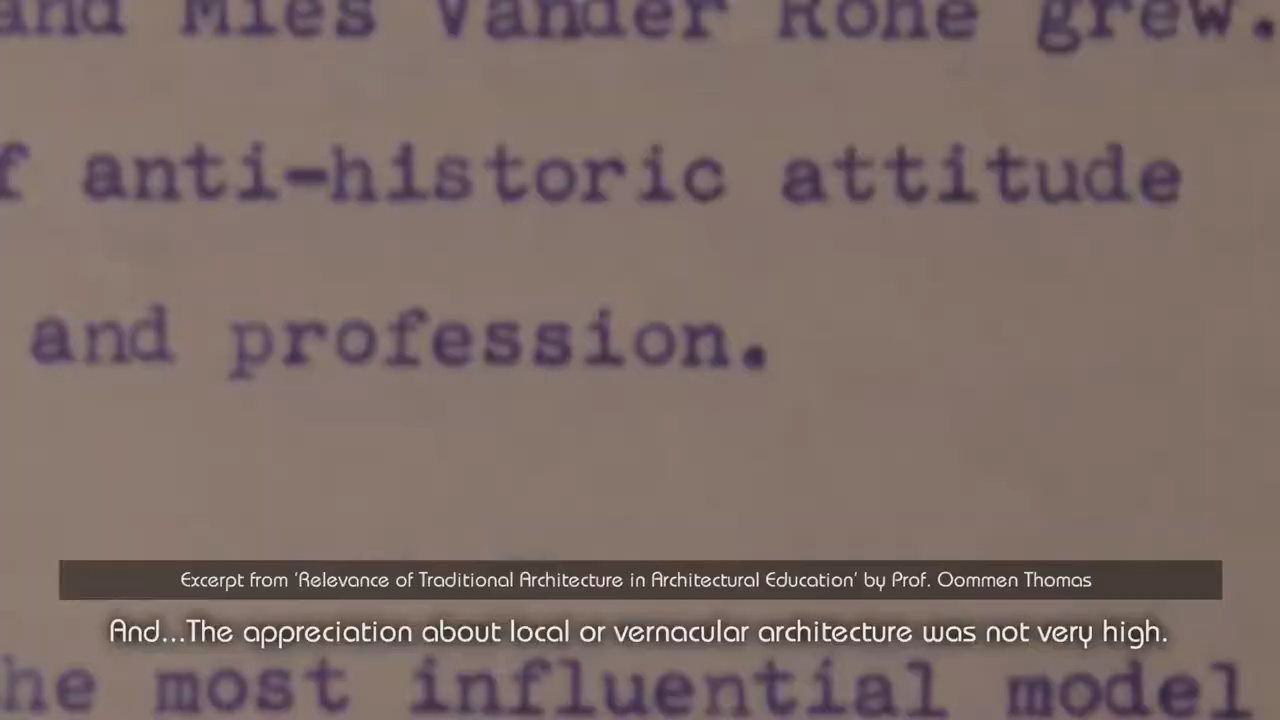 and Mies Vander Rohe grew.
f anti-historic attitude
and profession.
Excerpt from 'Relevance of Traditional Architecture in Architectural Education' by Prof. Oommen Thomas
And...The appreciation about local or vernacular architecture was not very high.
he most influential model